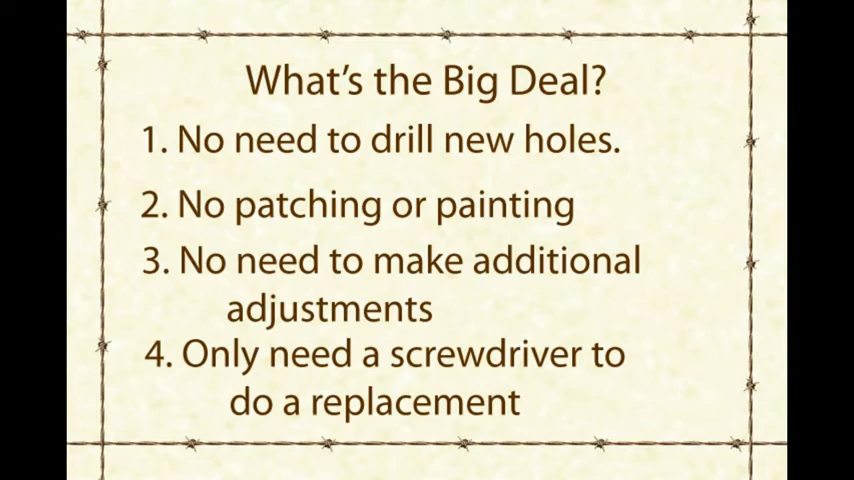 What's the Big Deal?
1. No need to drill new holes.
2. No patching or painting
3. No need to make additional
adjustments
4. Only need a screwdriver to
do a replacement